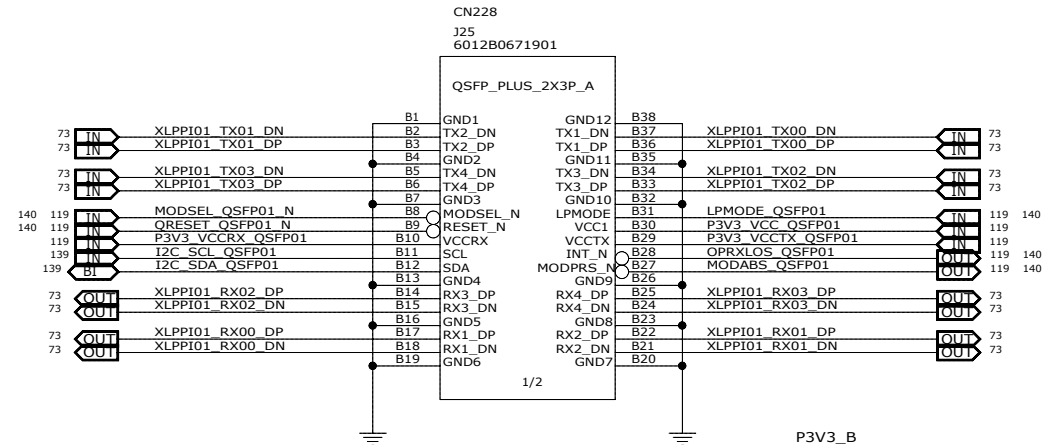 CN228
J25
6012B0671901
QSFP_PLUS_2X3P_A
B1 GND1 GND12 B38
73 IN XLPPI01_TX01_DN B2 TX2_DN TX1_DN B37 XLPPI01_TX00_DN IN 73
73 IN XLPPI01_TX01_DP B3 TX2_DP TX1_DP B36 XLPPI01_TX00_DP IN 73
B4 GND2 GND11 B35
73 IN XLPPI01_TX03_DN B5 TX4_DN TX3_DN B34 XLPPI01_TX02_DN IN 73
73 IN XLPPI01_TX03_DP B6 TX4_DP TX3_DP B33 XLPPI01_TX02_DP IN 73
B7 GND3 GND10 B32
140 119 IN MODSEL_QSFP01_N B8 MODSEL_N LPMODE B31 LPMODE_QSFP01 IN 119 140
140 119 IN QRESET_QSFP01_N B9 RESET_N VCC1 B30 P3V3_VCC_QSFP01 IN 119
119 IN P3V3_VCCRX_QSFP01 B10 VCCRX VCCTX B29 P3V3_VCCTX_QSFP01 IN 119
139 IN I2C_SCL_QSFP01 B11 SCL INT_N B28 OPRXLOS_QSFP01 OUT 119 140
139 BI I2C_SDA_QSFP01 B12 SDA MODPRS_N B27 MODABS_QSFP01 OUT 119 140
B13 GND4 GND9 B26
73 OUT XLPPI01_RX02_DP B14 RX3_DP RX4_DP B25 XLPPI01_RX03_DP OUT 73
73 OUT XLPPI01_RX02_DN B15 RX3_DN RX4_DN B24 XLPPI01_RX03_DN OUT 73
B16 GND5 GND8 B23
73 OUT XLPPI01_RX00_DP B17 RX1_DP RX2_DP B22 XLPPI01_RX01_DP OUT 73
73 OUT XLPPI01_RX00_DN B18 RX1_DN RX2_DN B21 XLPPI01_RX01_DN OUT 73
B19 GND6 GND7 B20
1/2
P3V3_B